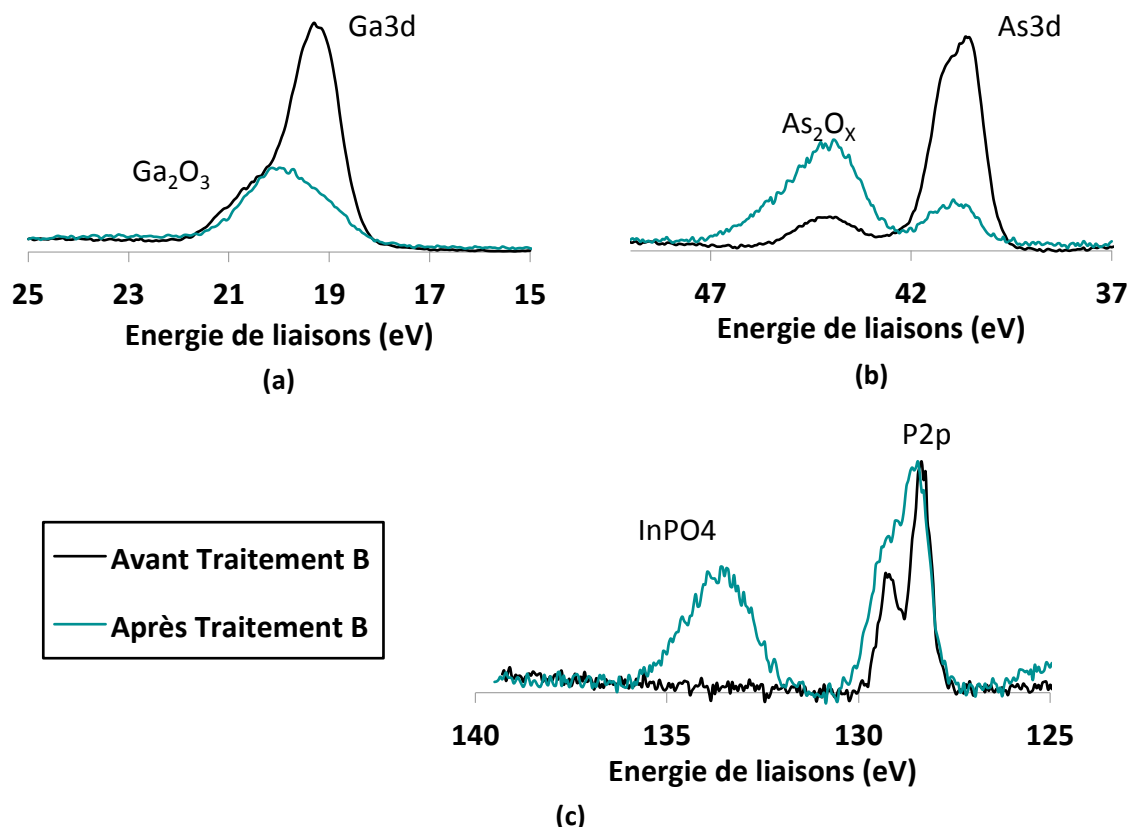 Ga3d
Ga₂O₃
25 23 21 19 17 15
Energie de liaisons (eV)
(a)
As3d
As₂Oₓ
47 42 37
Energie de liaisons (eV)
(b)
P2p
InPO4
Avant Traitement B
Après Traitement B
140 135 130 125
Energie de liaisons (eV)
(c)